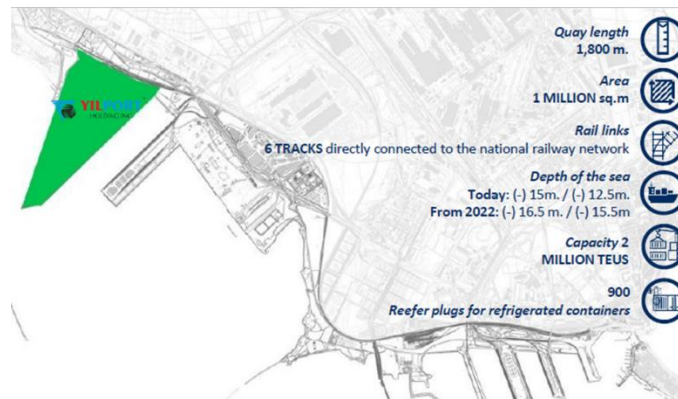 YILPORT
HOLDING INC.
Quay length
1,800 m.
Area
1 MILLION sq.m
Rail links
6 TRACKS directly connected to the national railway network
Depth of the sea
Today: (-) 15m. / (-) 12.5m.
From 2022: (-) 16.5 m. / (-) 15.5m
Capacity 2
MILLION TEUS
900
Reefer plugs for refrigerated containers